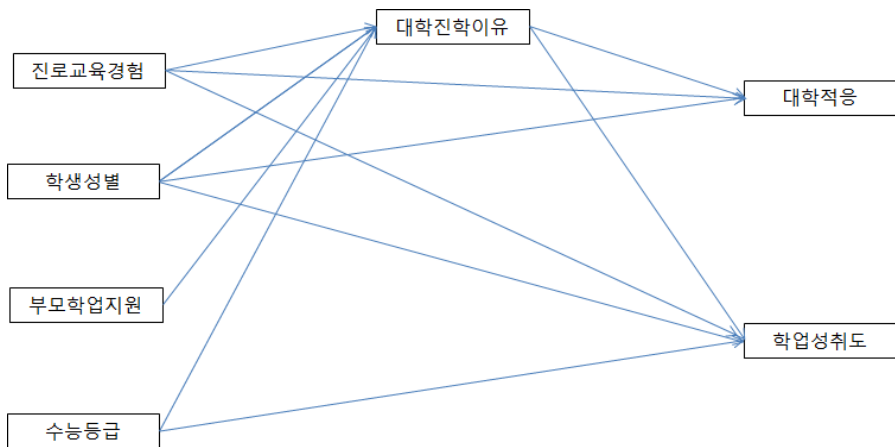 대학진학이유
진로교육경험
대학적응
학생성별
부모학업지원
학업성취도
수능등급